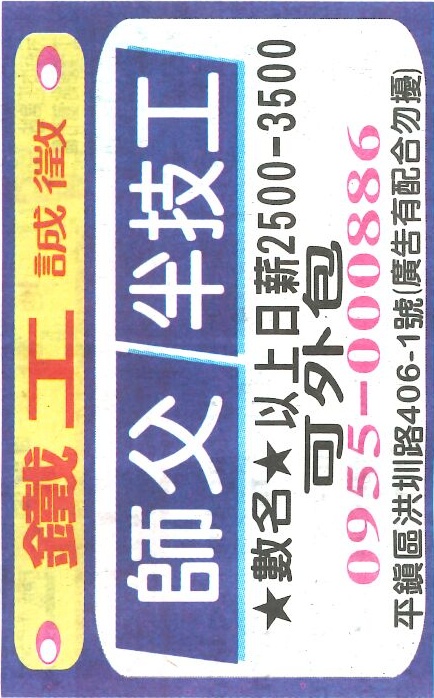 鐵工 誠徵
師父/半技工
★數名★以上日薪2500-3500
可外包
0955-000886
平鎮區洪圳路406-1號(廣告有配合勿擾)